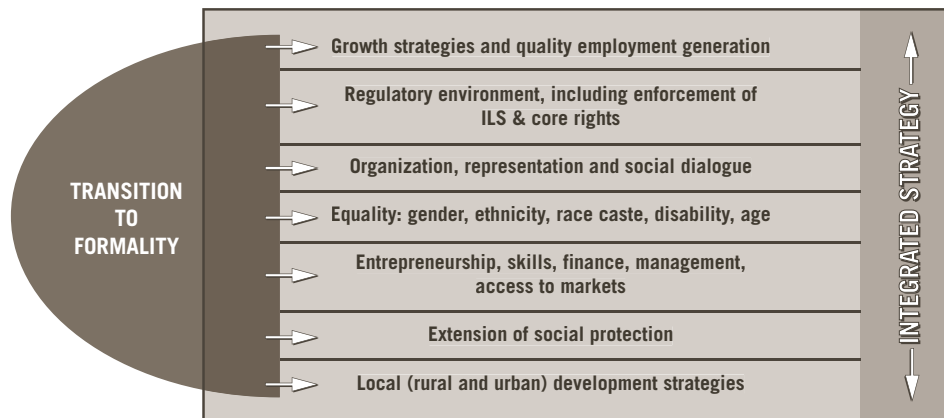 TRANSITION
TO
FORMALITY
Growth strategies and quality employment generation
Regulatory environment, including enforcement of
ILS & core rights
Organization, representation and social dialogue
Equality: gender, ethnicity, race caste, disability, age
Entrepreneurship, skills, finance, management,
access to markets
Extension of social protection
Local (rural and urban) development strategies
INTEGRATED STRATEGY